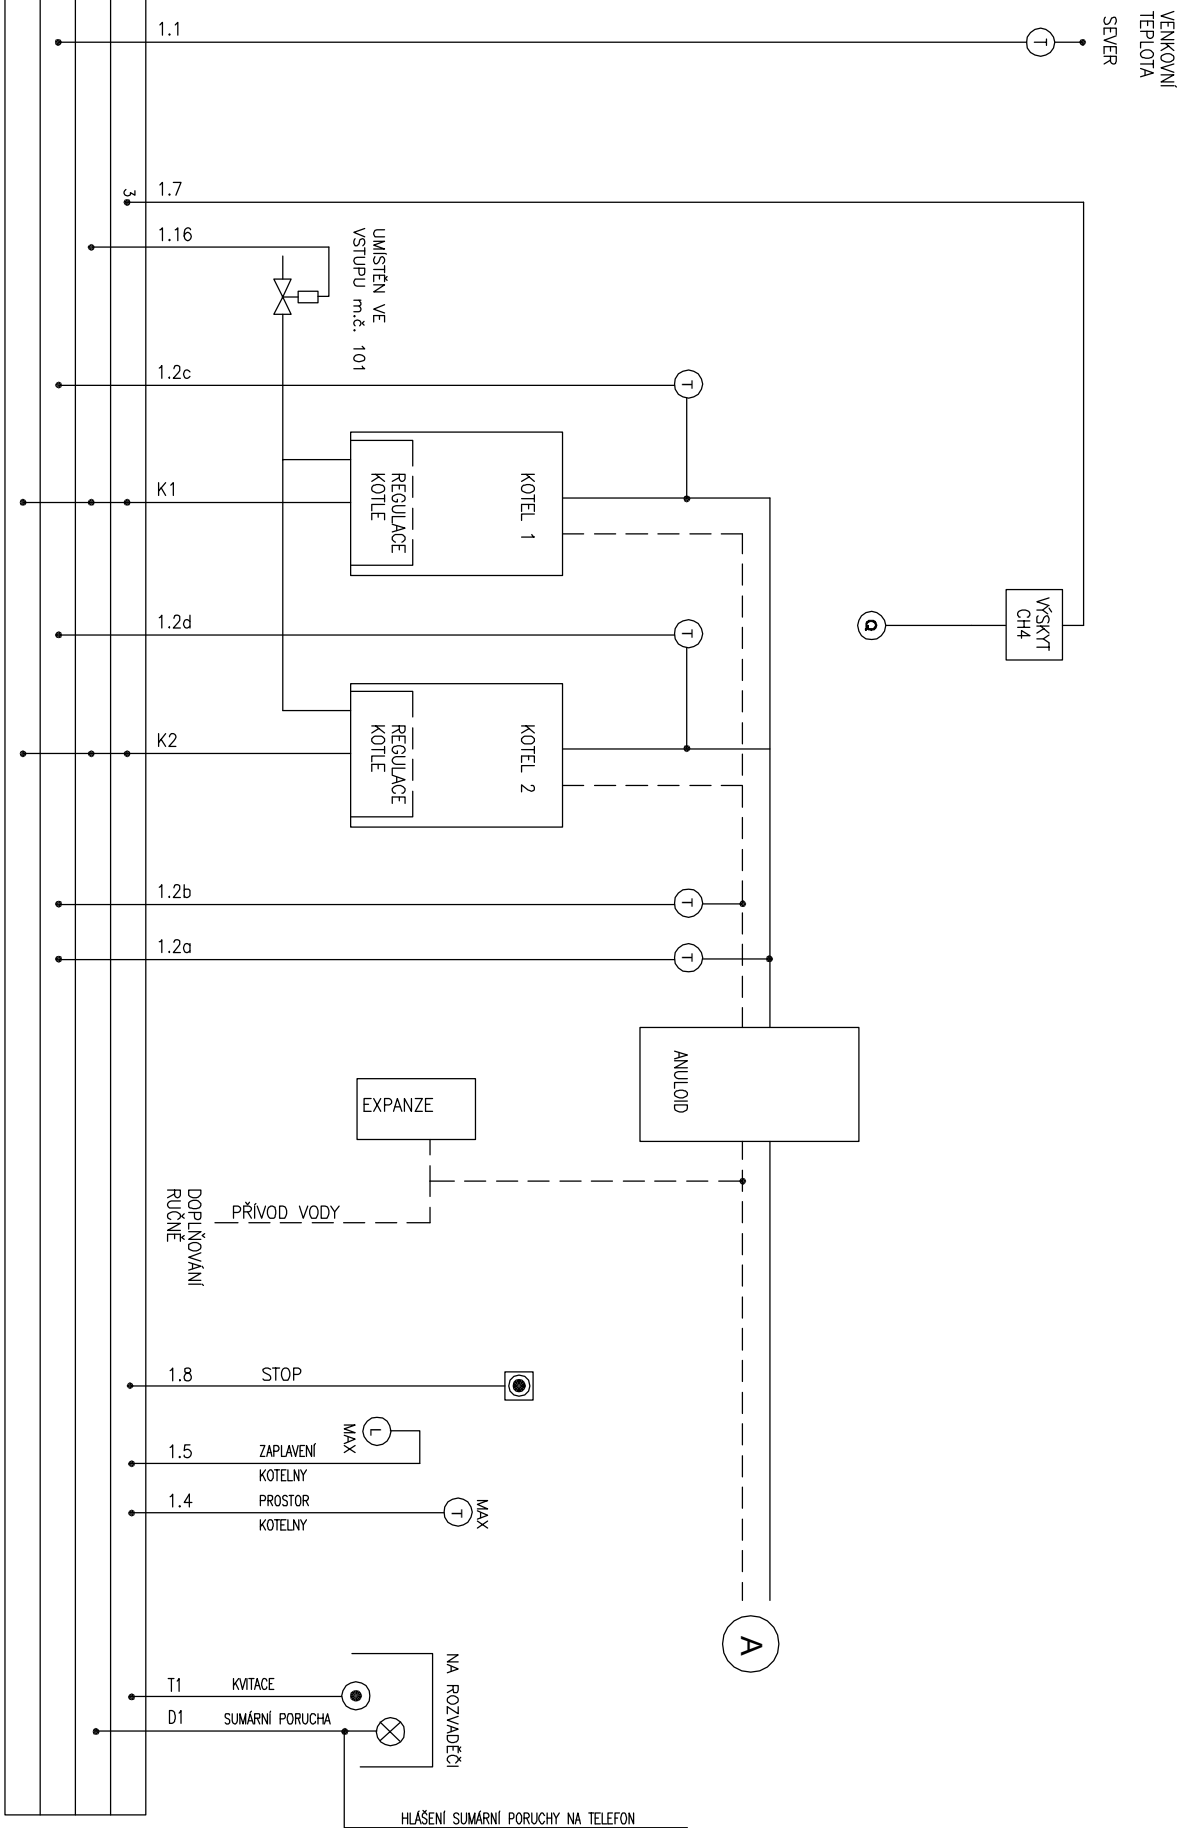 VENKOVNÍ
TEPLOTA
SEVER
1.1
T
3
1.7
1.16
UMÍSTĚN VE
VSTUPU m.č. 101
1.2c
T
K1
REGULACE
KOTLE
KOTEL 1
1.2d
T
VÝSKYT
CH4
Q
K2
REGULACE
KOTLE
KOTEL 2
1.2b
T
1.2a
T
ANULOID
EXPANZE
PŘÍVOD VODY
DOPLŇOVÁNÍ
RUČNĚ
1.8
STOP
L
MAX
1.5
ZAPLAVENÍ
KOTELNY
1.4
PROSTOR
KOTELNY
T
MAX
A
T1
KVITACE
D1
SUMÁRNÍ PORUCHA
NA ROZVADĚČI
HLÁŠENÍ SUMÁRNÍ PORUCHY NA TELEFON